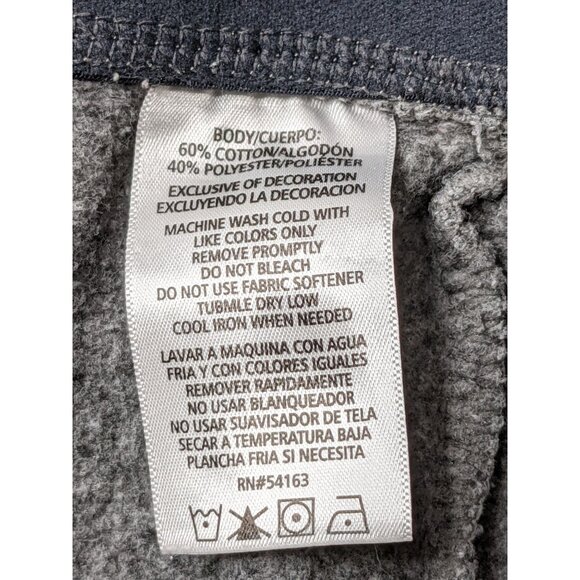 BODY/CUERPO:
60% COTTON/ALGODÓN
40% POLYESTER/POLIÉSTER
EXCLUSIVE OF DECORATION
EXCLUYENDO LA DECORACION
MACHINE WASH COLD WITH
LIKE COLORS ONLY
REMOVE PROMPTLY
DO NOT BLEACH
DO NOT USE FABRIC SOFTENER
TUBMLE DRY LOW
COOL IRON WHEN NEEDED
LAVAR A MAQUINA CON AGUA
FRIA Y CON COLORES IGUALES
REMOVER RAPIDAMENTE
NO USAR BLANQUEADOR
NO USAR SUAVISADOR DE TELA
SECAR A TEMPERATURA BAJA
PLANCHA FRIA SI NECESITA
RN#54163